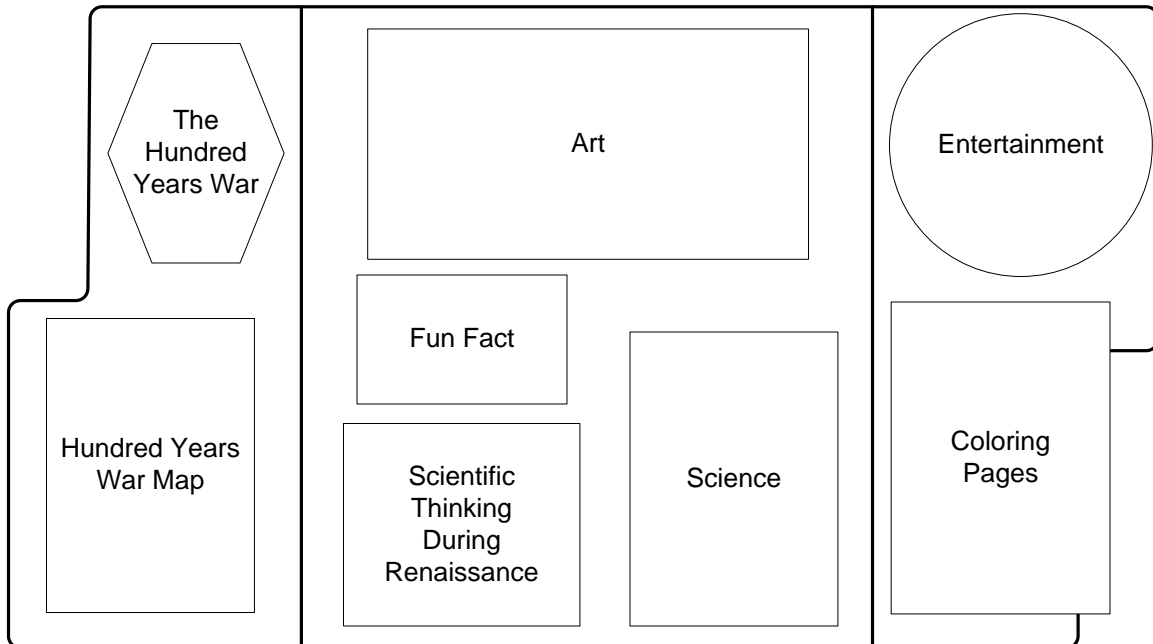 The
Hundred
Years War
Art
Entertainment
Fun Fact
Hundred Years
War Map
Scientific
Thinking
During
Renaissance
Science
Coloring
Pages